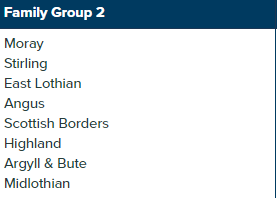 Family Group 2
Moray
Stirling
East Lothian
Angus
Scottish Borders
Highland
Argyll & Bute
Midlothian